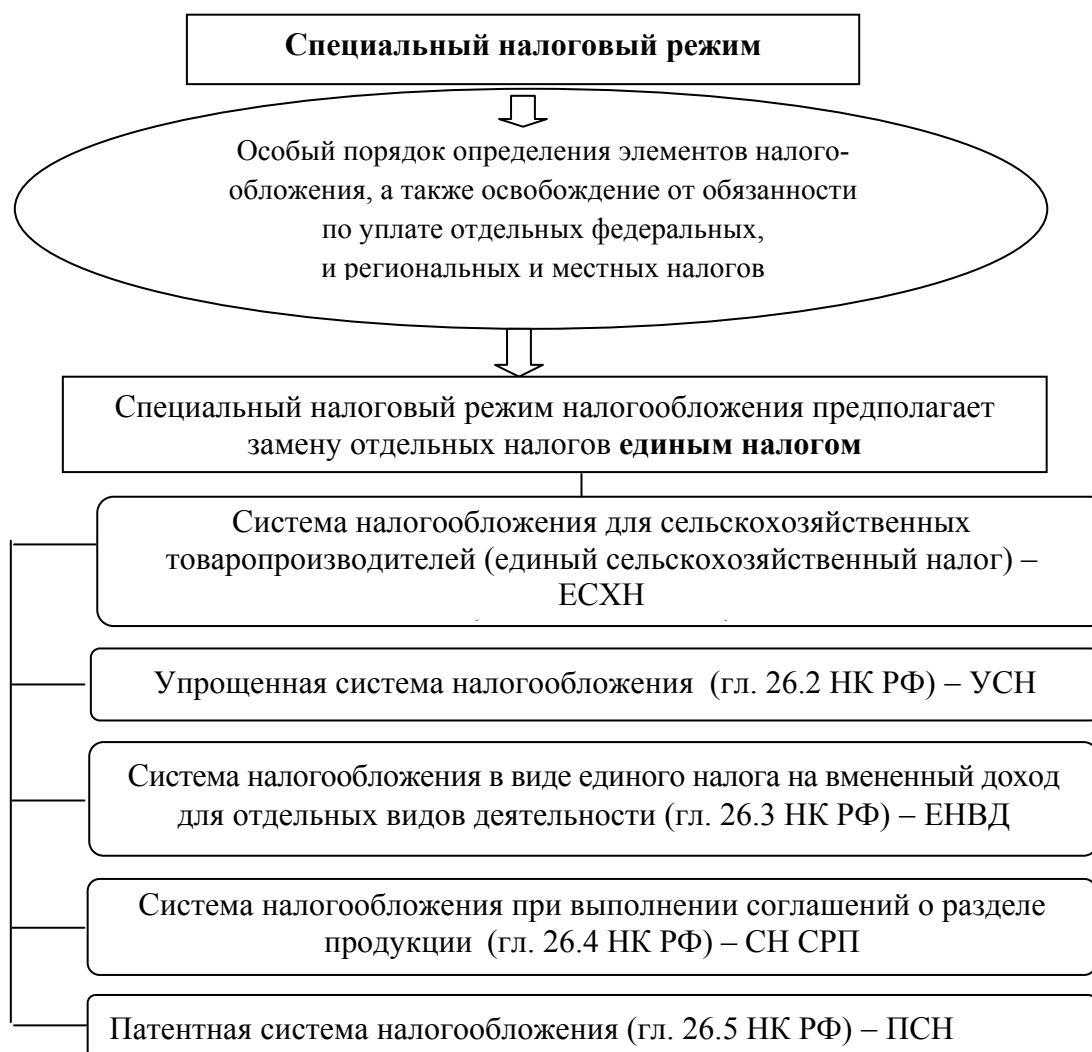 Специальный налоговый режим
Особый порядок определения элементов налого-
обложения, а также освобождение от обязанности
по уплате отдельных федеральных,
и региональных и местных налогов
Специальный налоговый режим налогообложения предполагает
замену отдельных налогов единым налогом
Система налогообложения для сельскохозяйственных
товаропроизводителей (единый сельскохозяйственный налог) –
ЕСХН
Упрощенная система налогообложения (гл. 26.2 НК РФ) – УСН
Система налогообложения в виде единого налога на вмененный доход
для отдельных видов деятельности (гл. 26.3 НК РФ) – ЕНВД
Система налогообложения при выполнении соглашений о разделе
продукции (гл. 26.4 НК РФ) – СН СРП
Патентная система налогообложения (гл. 26.5 НК РФ) – ПСН